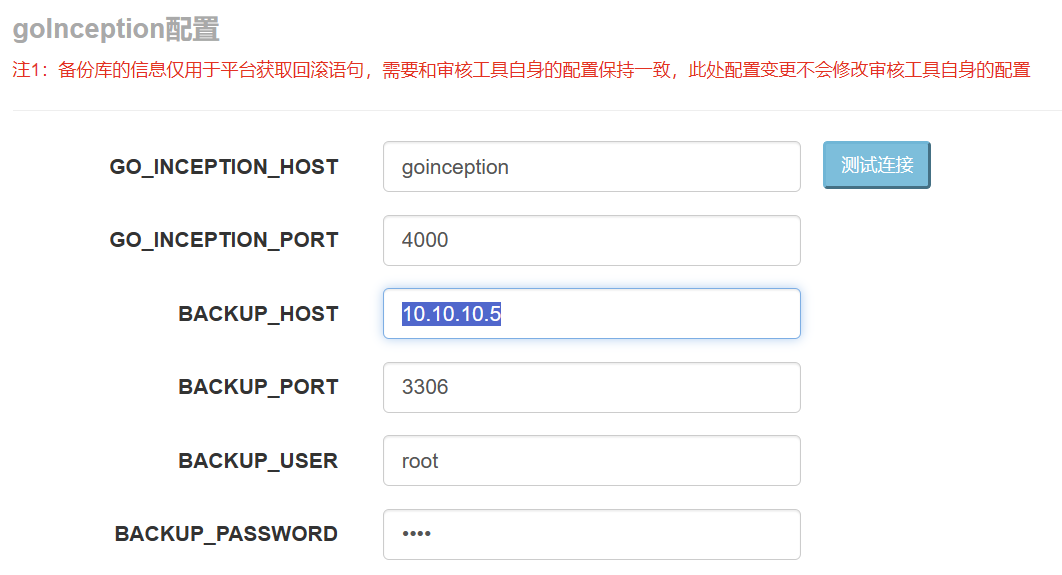 goInception配置
注1：备份库的信息仅用于平台获取回滚语句，需要和审核工具自身的配置保持一致，此处配置变更不会修改审核工具自身的配置
GO_INCEPTION_HOST goinception 测试连接
GO_INCEPTION_PORT 4000
BACKUP_HOST 10.10.10.5
BACKUP_PORT 3306
BACKUP_USER root
BACKUP_PASSWORD ••••